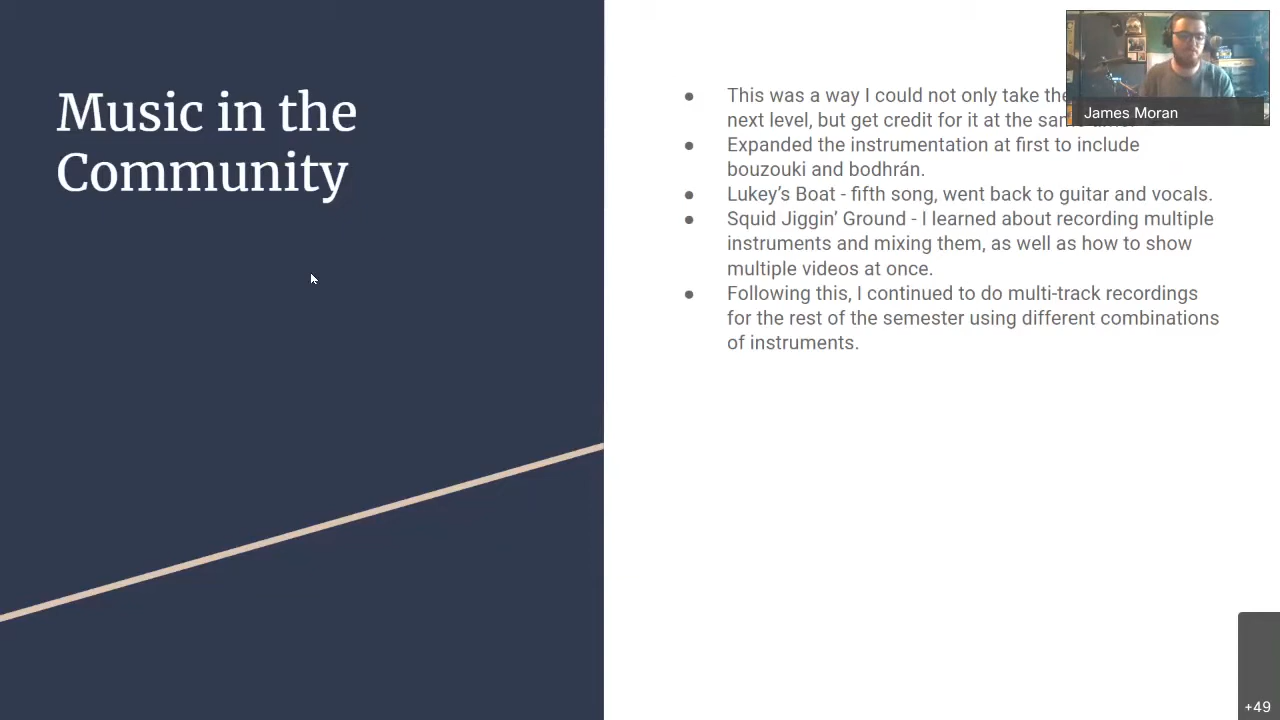 Music in the
Community
This was a way I could not only take the
next level, but get credit for it at the
Expanded the instrumentation at first to include
bouzouki and bodhrán.
Lukey’s Boat - fifth song, went back to guitar and vocals.
Squid Jiggin’ Ground - I learned about recording multiple
instruments and mixing them, as well as how to show
multiple videos at once.
Following this, I continued to do multi-track recordings
for the rest of the semester using different combinations
of instruments.
James Moran
+49